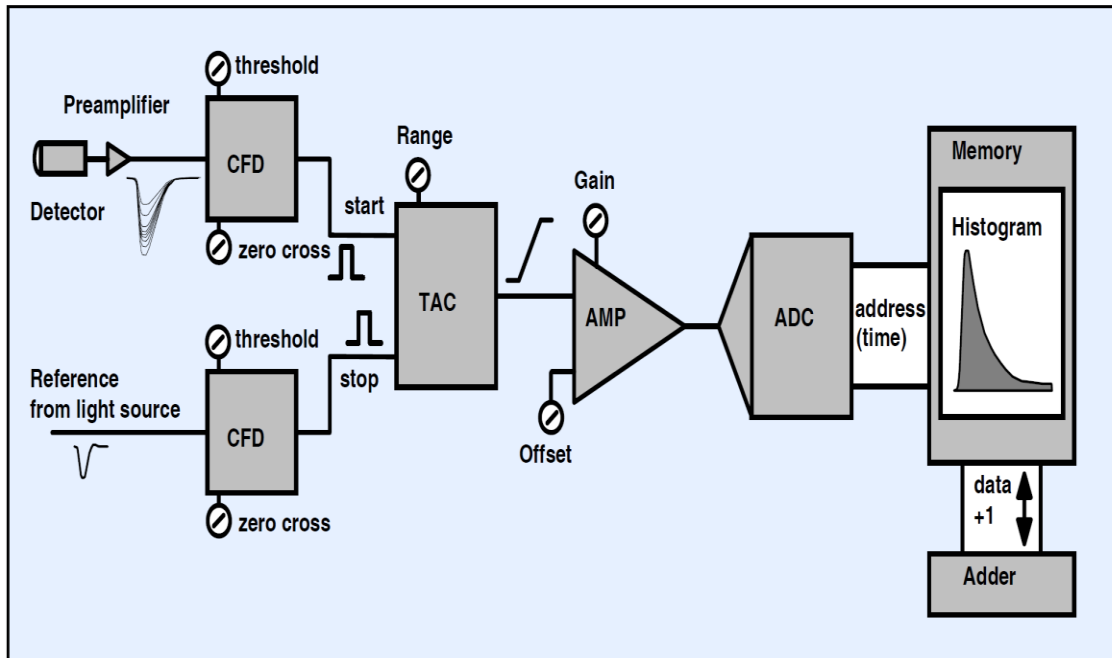 threshold
Preamplifier
CFD
Detector
zero cross
Range
start
TAC
Gain
AMP
Offset
ADC
address
(time)
Memory
Histogram
threshold
stop
Reference
from light source
CFD
zero cross
data
+1
Adder